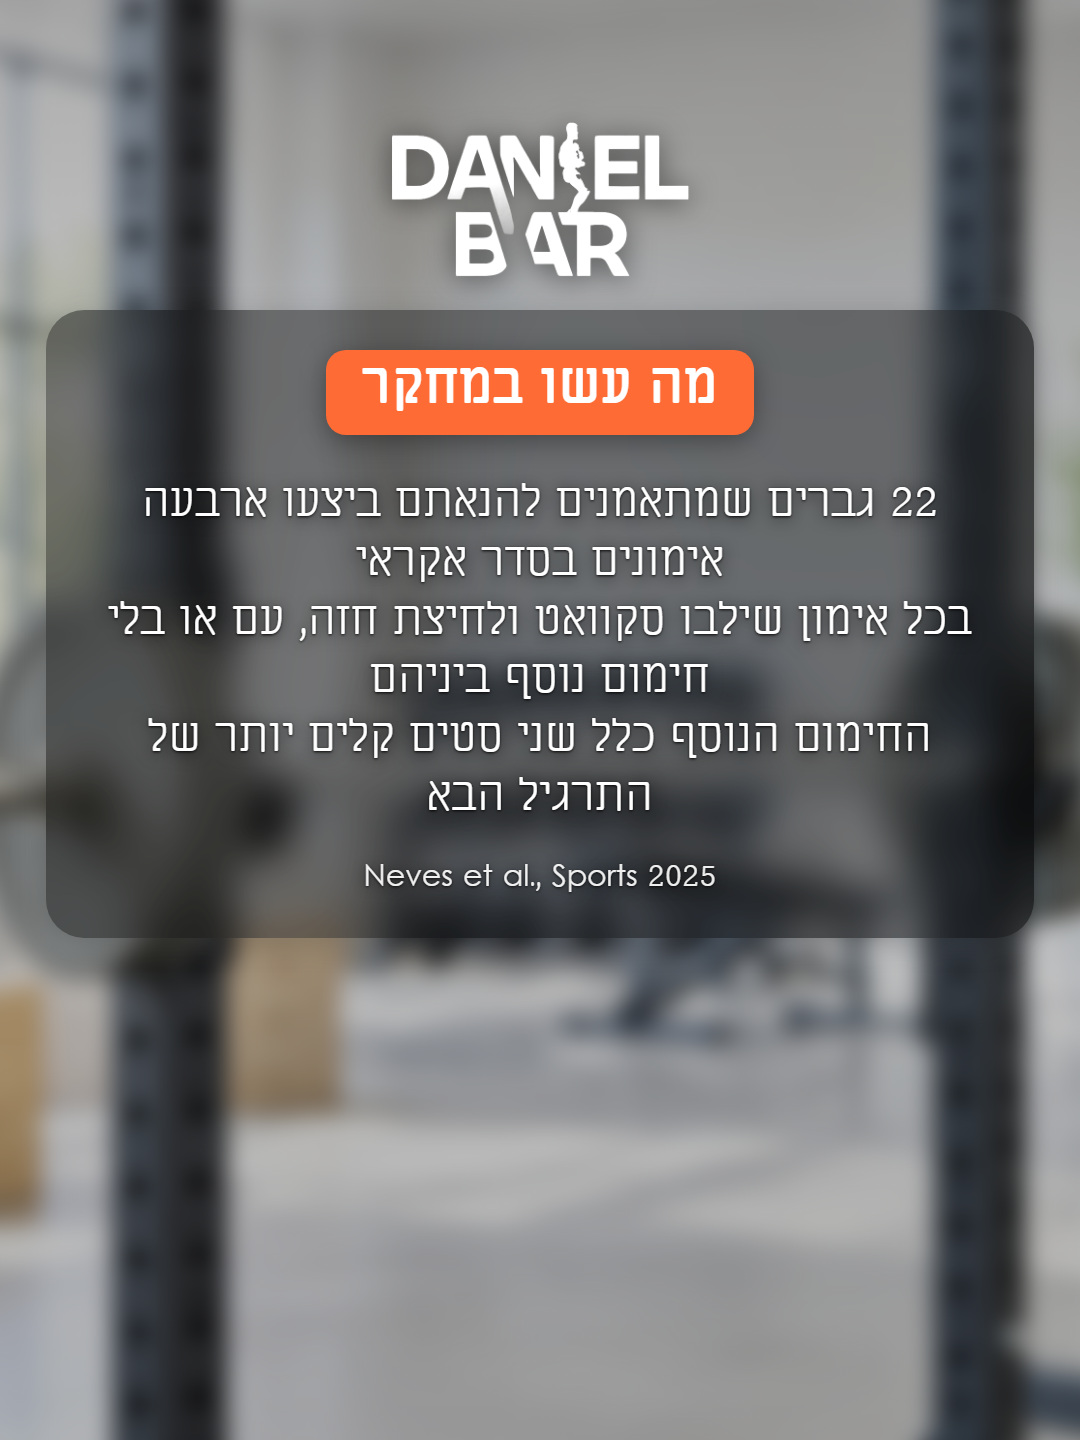 DANIEL
BAR
מה עשו במחקר
22 גברים שמתאמנים להנאתם ביצעו ארבעה
אימונים בסדר אקראי
בכל אימון שילבו סקוואט ולחיצת חזה, עם או בלי
חימום נוסף ביניהם
החימום הנוסף כלל שני סטים קלים יותר של
התרגיל הבא
Neves et al., Sports 2025